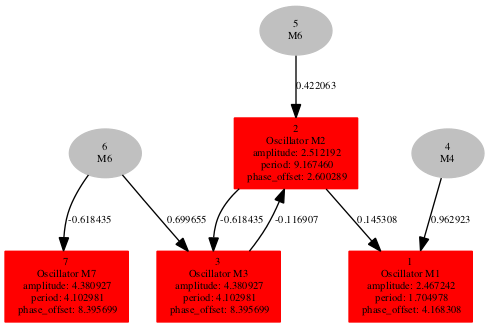 5
M6
0.422063
2
Oscillator M2
amplitude: 2.512192
period: 9.167460
phase_offset: 2.600289
6
M6
4
M4
-0.618435
0.699655
-0.618435
-0.116907
0.145308
0.962923
7
Oscillator M7
amplitude: 4.380927
period: 4.102981
phase_offset: 8.395699
3
Oscillator M3
amplitude: 4.380927
period: 4.102981
phase_offset: 8.395699
1
Oscillator M1
amplitude: 2.467242
period: 1.704978
phase_offset: 4.168308